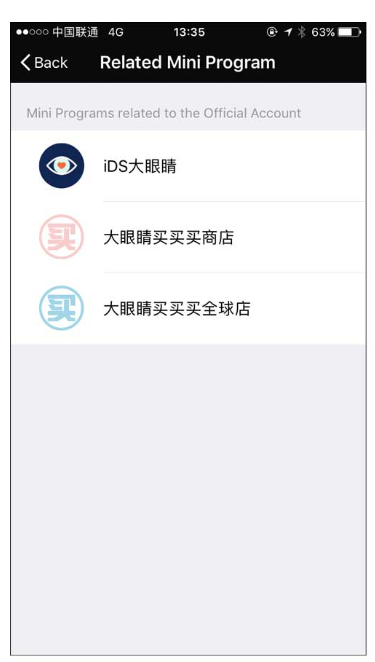 中国联通 4G 13:35 63%
Back Related Mini Program
Mini Programs related to the Official Account
iDS大眼睛
买 大眼睛买买买商店
买 大眼睛买买买全球店